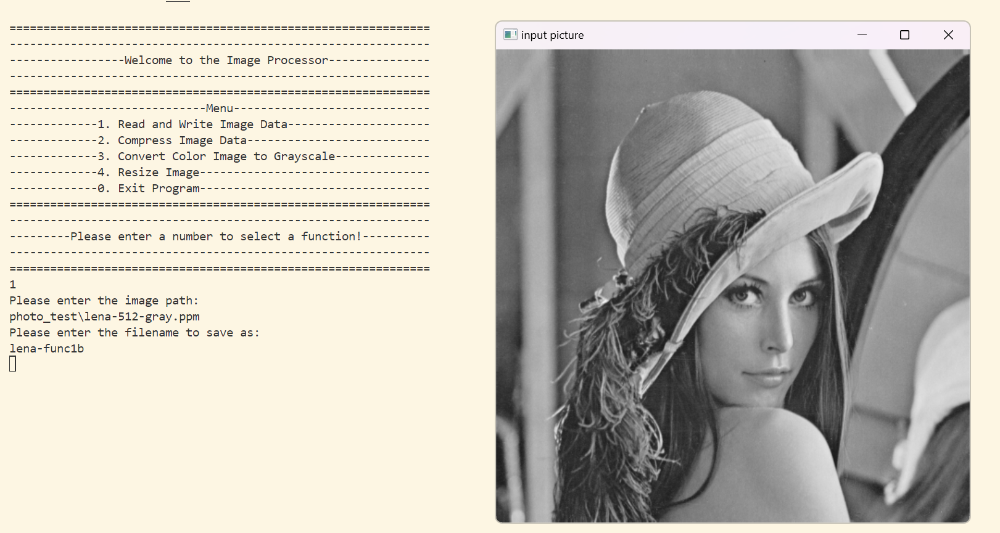 ==============================================================
--------------------------------------------------------------
-----------------Welcome to the Image Processor---------------
--------------------------------------------------------------
==============================================================
-----------------------------Menu-----------------------------
-------------1. Read and Write Image Data---------------------
-------------2. Compress Image Data---------------------------
-------------3. Convert Color Image to Grayscale--------------
-------------4. Resize Image----------------------------------
-------------0. Exit Program----------------------------------
==============================================================
--------------------------------------------------------------
---------Please enter a number to select a function!----------
--------------------------------------------------------------
==============================================================
1
Please enter the image path:
photo_test\lena-512-gray.ppm
Please enter the filename to save as:
lena-func1b
input picture